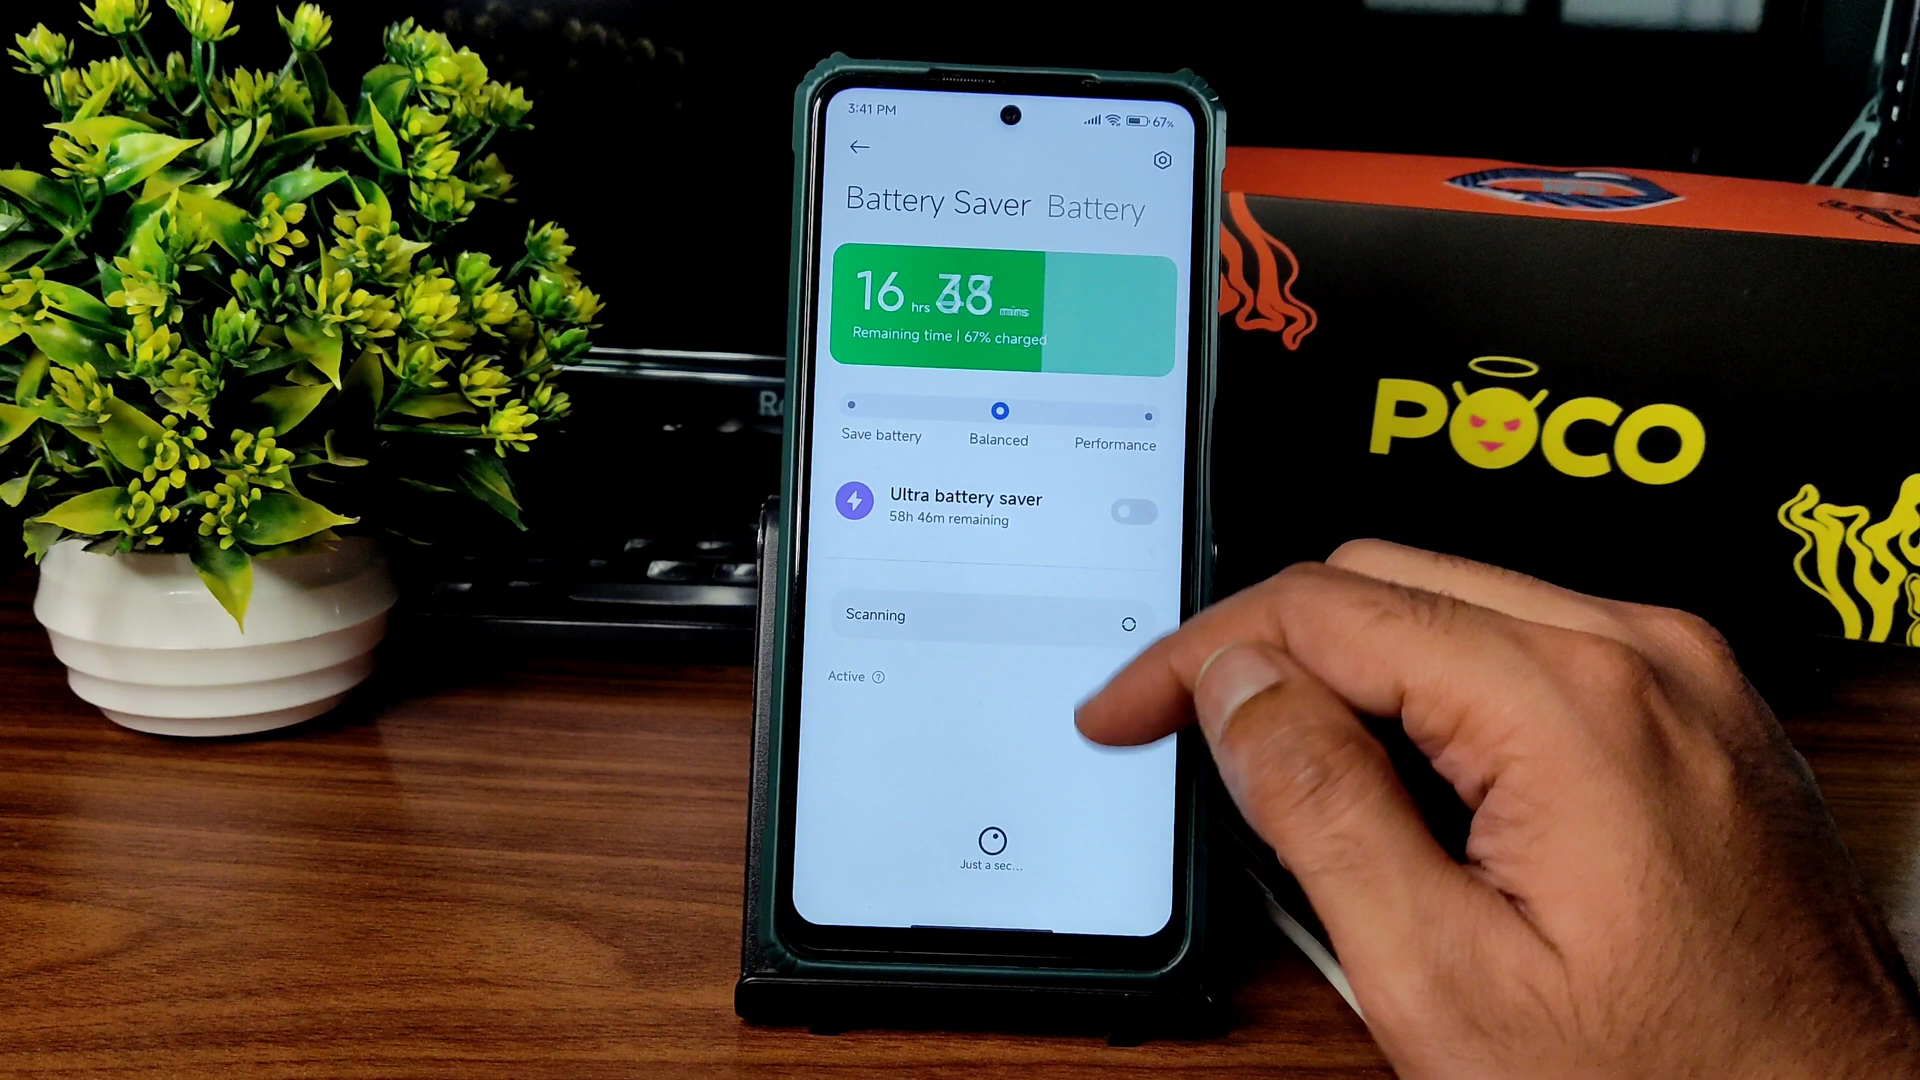 3:41 PM
67%
Battery Saver Battery
16 hrs mins
Remaining time | 67% charged
Save battery Balanced Performance
Ultra battery saver
58h 46m remaining
Scanning
Active ?
Just a sec...
POCO